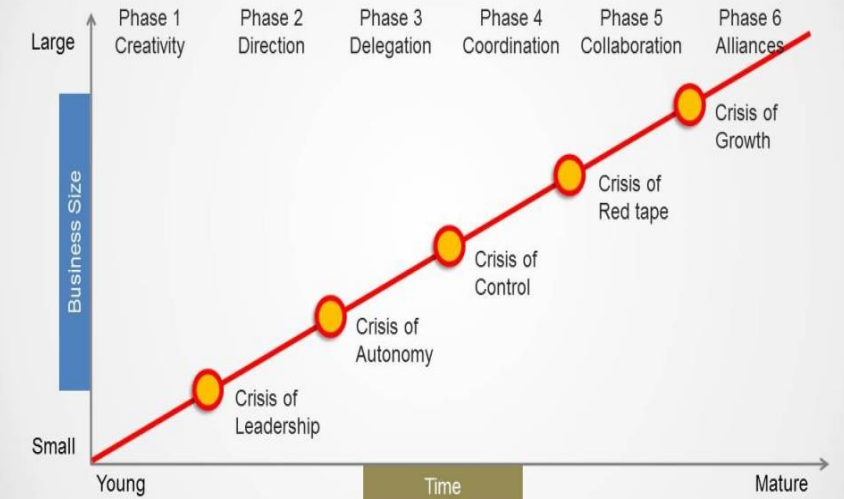 Large
Phase 1
Creativity
Phase 2
Direction
Phase 3
Delegation
Phase 4
Coordination
Phase 5
Collaboration
Phase 6
Alliances
Business Size
Crisis of
Growth
Crisis of
Red tape
Crisis of
Control
Crisis of
Autonomy
Crisis of
Leadership
Small
Young
Time
Mature